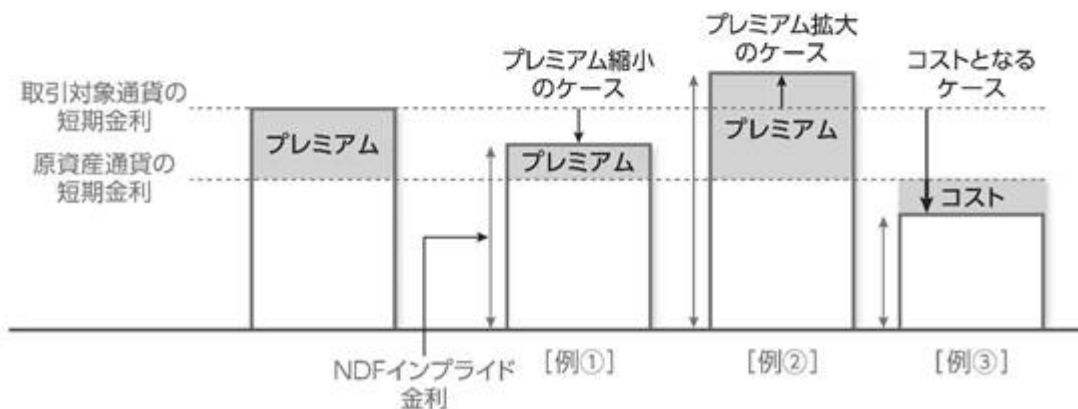 取引対象通貨の
短期金利
原資産通貨の
短期金利
プレミアム
プレミアム縮小
のケース
プレミアム
プレミアム拡大
のケース
プレミアム
コストとなる
ケース
コスト
NDFインプライド
金利
[例①]
[例②]
[例③]